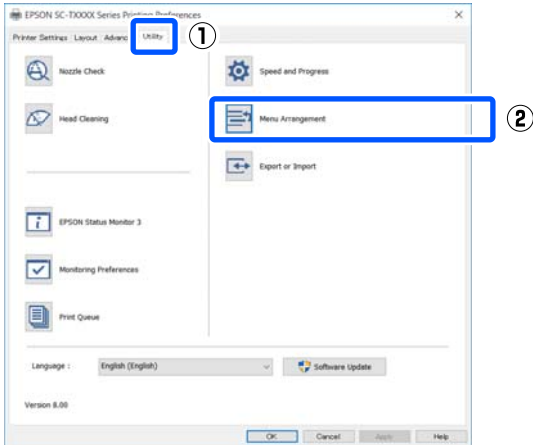 EPSON SC-TXXXX Series Printing Preferences
Printer Settings Layout Advanc Utility
①
Nozzle Check
Speed and Progress
Head Cleaning
Menu Arrangement
②
Export or Import
EPSON Status Monitor 3
Monitoring Preferences
Print Queue
Language : English (English) Software Update
Version 8.00
OK Cancel Apply Help